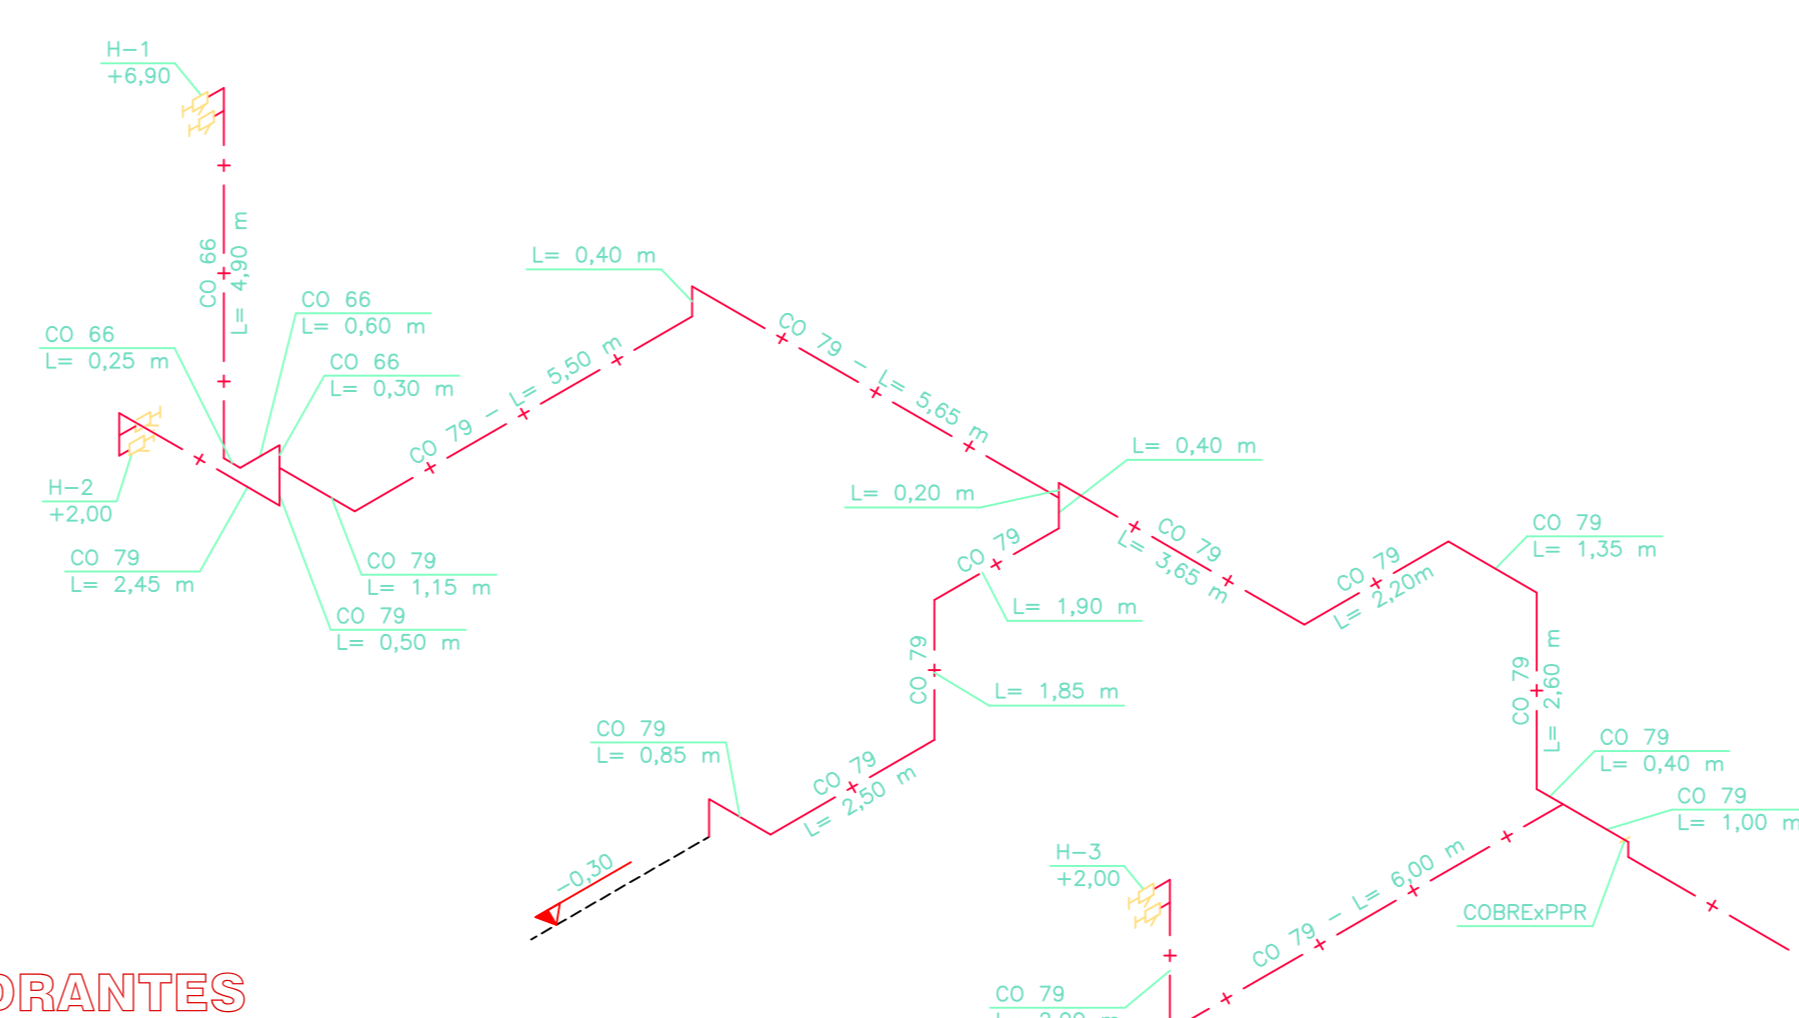 H-1
+6,90
CO 66
L= 4,90 m
L= 0,40 m
CO 66
L= 0,60 m
CO 66
L= 0,25 m
CO 66
L= 0,30 m
CO 79 - L= 5,50 m
CO 79 - L= 5,65 m
L= 0,40 m
L= 0,20 m
H-2
+2,00
CO 79
L= 2,45 m
CO 79
L= 1,15 m
CO 79
L= 0,50 m
CO 79
L= 1,90 m
CO 79
L= 3,65 m
CO 79
L= 2,20m
CO 79
L= 1,35 m
CO 79
L= 1,85 m
CO 79
L= 2,60 m
CO 79
L= 0,85 m
CO 79
L= 2,50 m
CO 79
L= 0,40 m
CO 79
L= 1,00 m
-0,30
H-3
+2,00
CO 79 - L= 6,00 m
COBRExPPR
CO 79
ORANTES